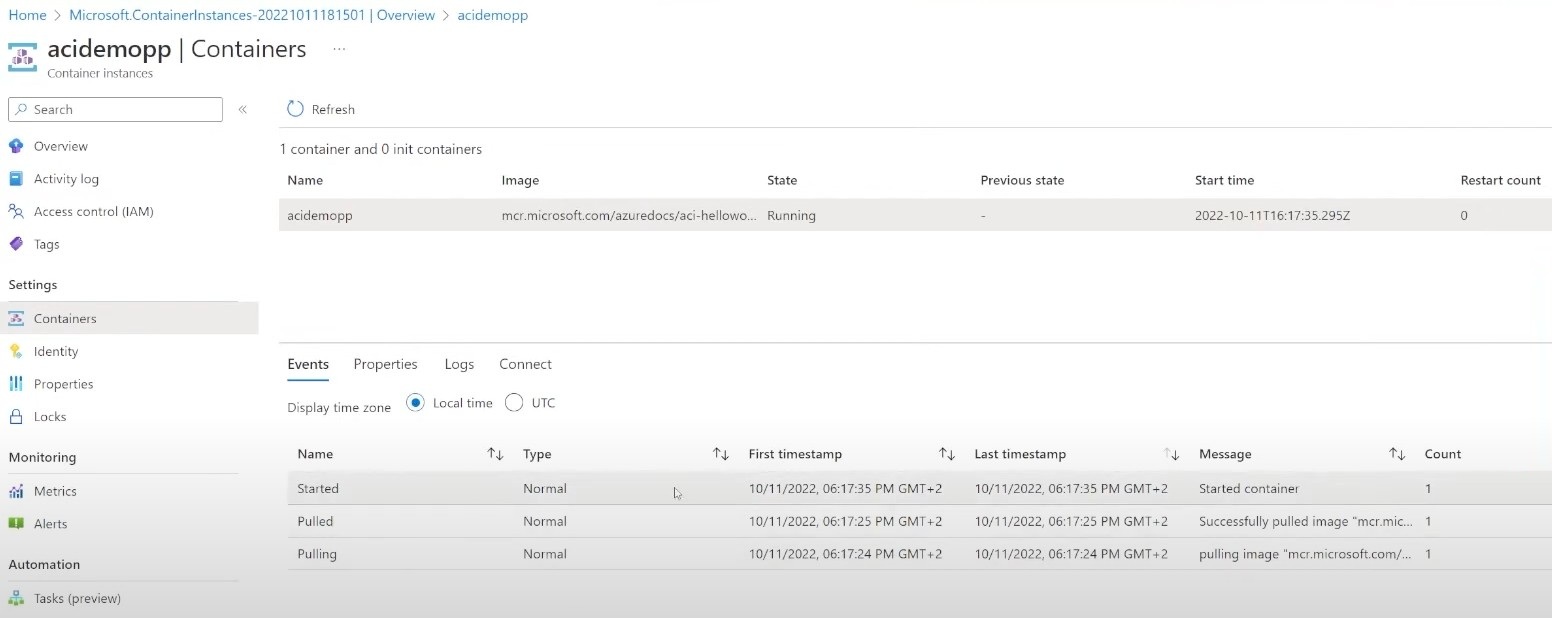 Home > Microsoft.ContainerInstances-20221011181501 | Overview > acidemopp
acidemopp | Containers ...
Container instances
Search «
Refresh
Overview
Activity log
Access control (IAM)
Tags
Settings
Containers
Identity
Properties
Locks
Monitoring
Metrics
Alerts
Automation
Tasks (preview)
1 container and 0 init containers
Name Image State Previous state Start time Restart count
acidemopp mcr.microsoft.com/azuredocs/aci-hellowo... Running - 2022-10-11T16:17:35.295Z 0
Events Properties Logs Connect
Display time zone Local time UTC
Name Type First timestamp Last timestamp Message Count
Started Normal 10/11/2022, 06:17:35 PM GMT+2 10/11/2022, 06:17:35 PM GMT+2 Started container 1
Pulled Normal 10/11/2022, 06:17:25 PM GMT+2 10/11/2022, 06:17:25 PM GMT+2 Successfully pulled image "mcr.mic... 1
Pulling Normal 10/11/2022, 06:17:24 PM GMT+2 10/11/2022, 06:17:24 PM GMT+2 pulling image "mcr.microsoft.com/... 1